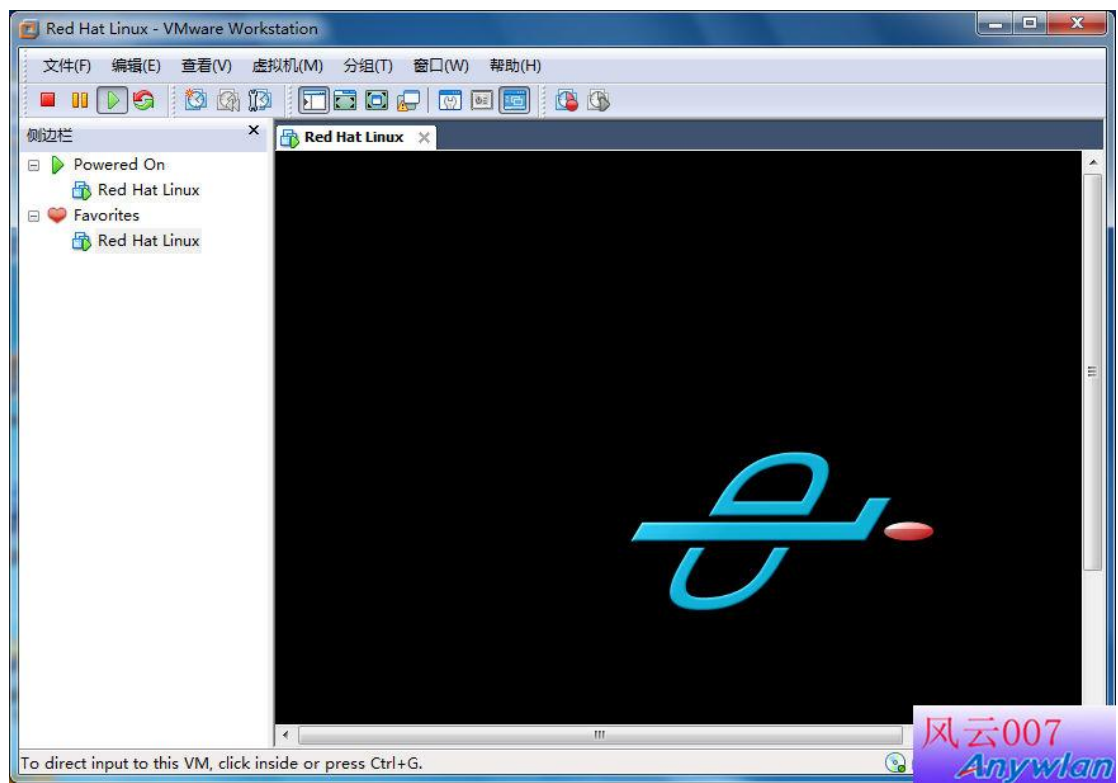 Red Hat Linux - VMware Workstation
文件(F) 编辑(E) 查看(V) 虚拟机(M) 分组(T) 窗口(W) 帮助(H)
侧边栏
Red Hat Linux
Powered On
Red Hat Linux
Favorites
Red Hat Linux
To direct input to this VM, click inside or press Ctrl+G.
风云007
Anywlan